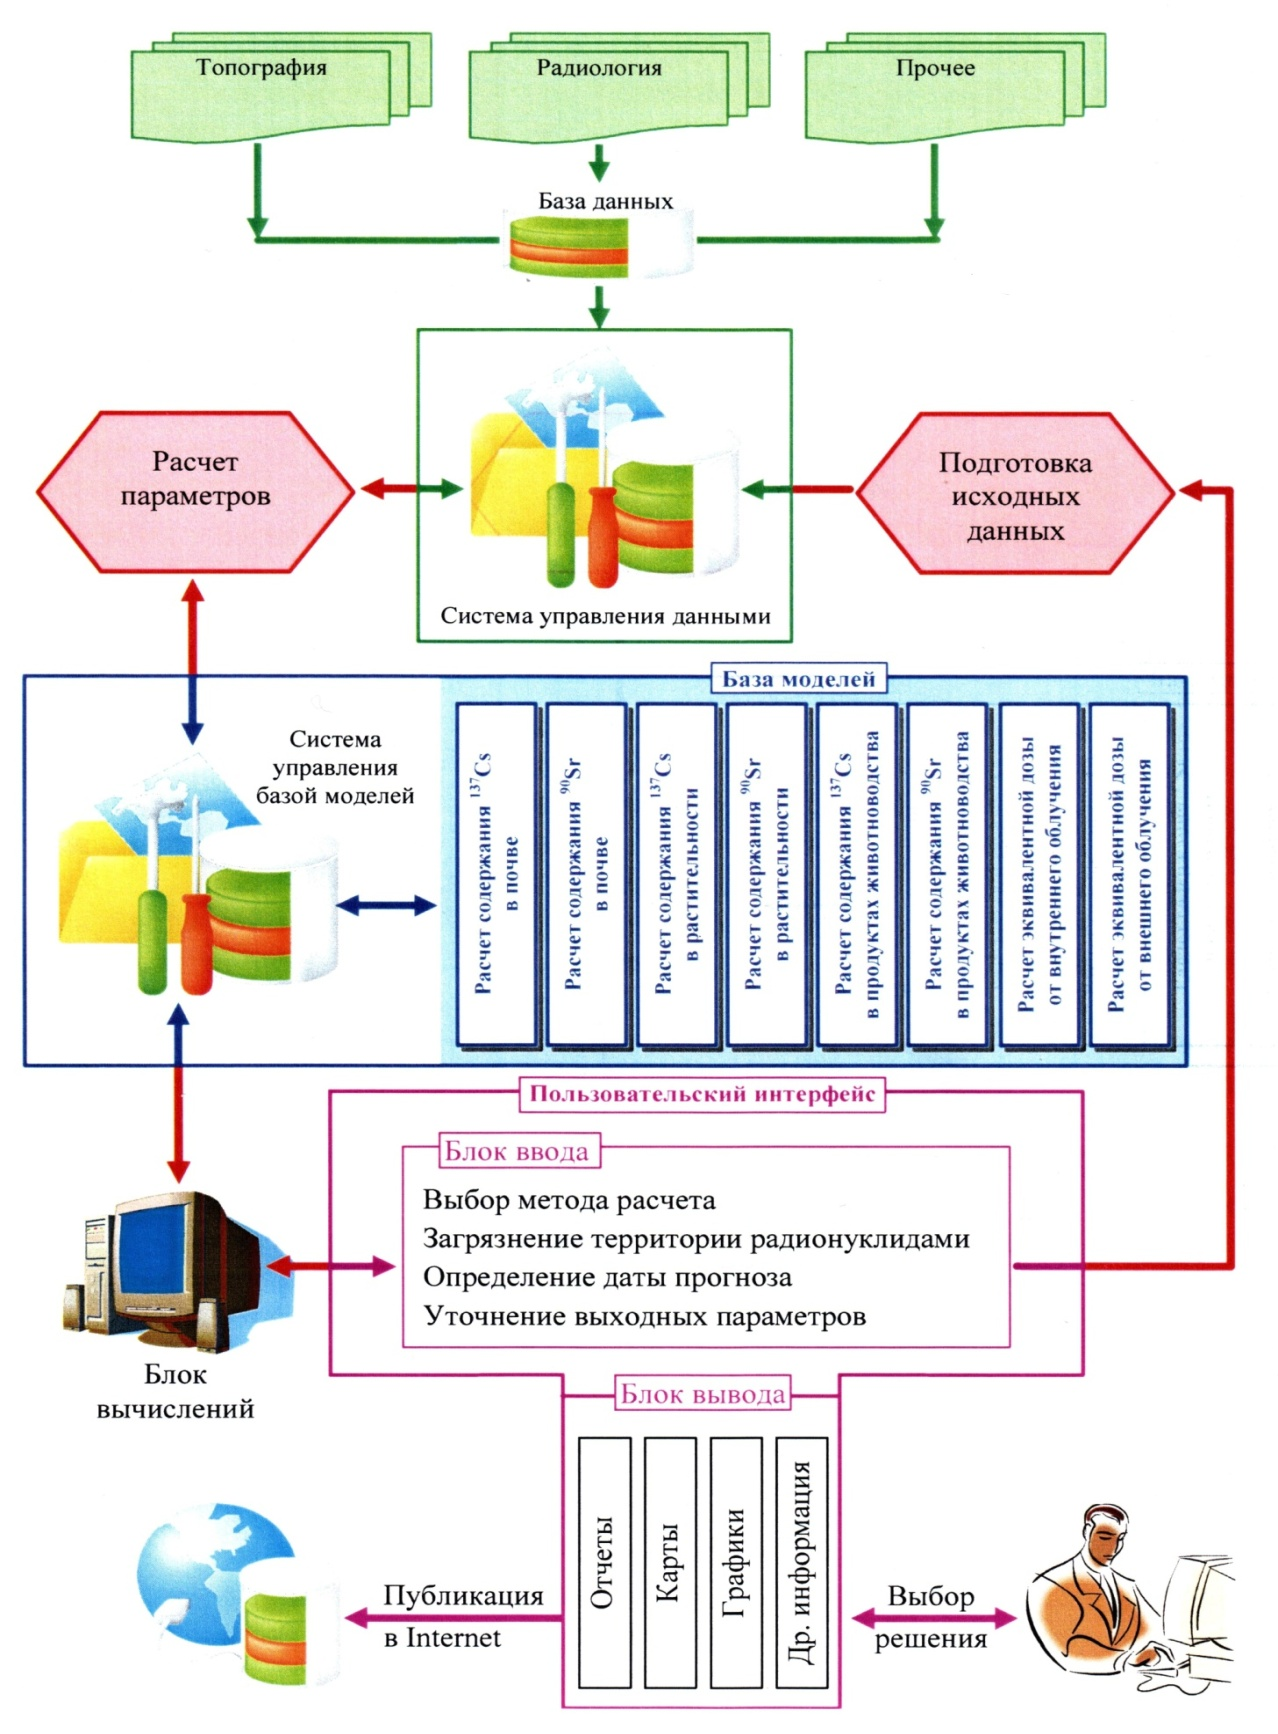 Топография
Радиология
Прочее
База данных
Расчет
параметров
Подготовка
исходных
данных
Система управления данными
База моделей
Система
управления
базой моделей
Расчет содержания ¹³⁷Cs
в почве
Расчет содержания ⁹⁰Sr
в почве
Расчет содержания ¹³⁷Cs
в растительности
Расчет содержания ⁹⁰Sr
в растительности
Расчет содержания ¹³⁷Cs
в продуктах животноводства
Расчет содержания ⁹⁰Sr
в продуктах животноводства
Расчет эквивалентной дозы
от внутреннего облучения
Расчет эквивалентной дозы
от внешнего облучения
Пользовательский интерфейс
Блок ввода
Выбор метода расчета
Загрязнение территории радионуклидами
Определение даты прогноза
Уточнение выходных параметров
Блок
вычислений
Блок вывода
Отчеты
Карты
Графики
Др. информация
Публикация
в Internet
Выбор
решения